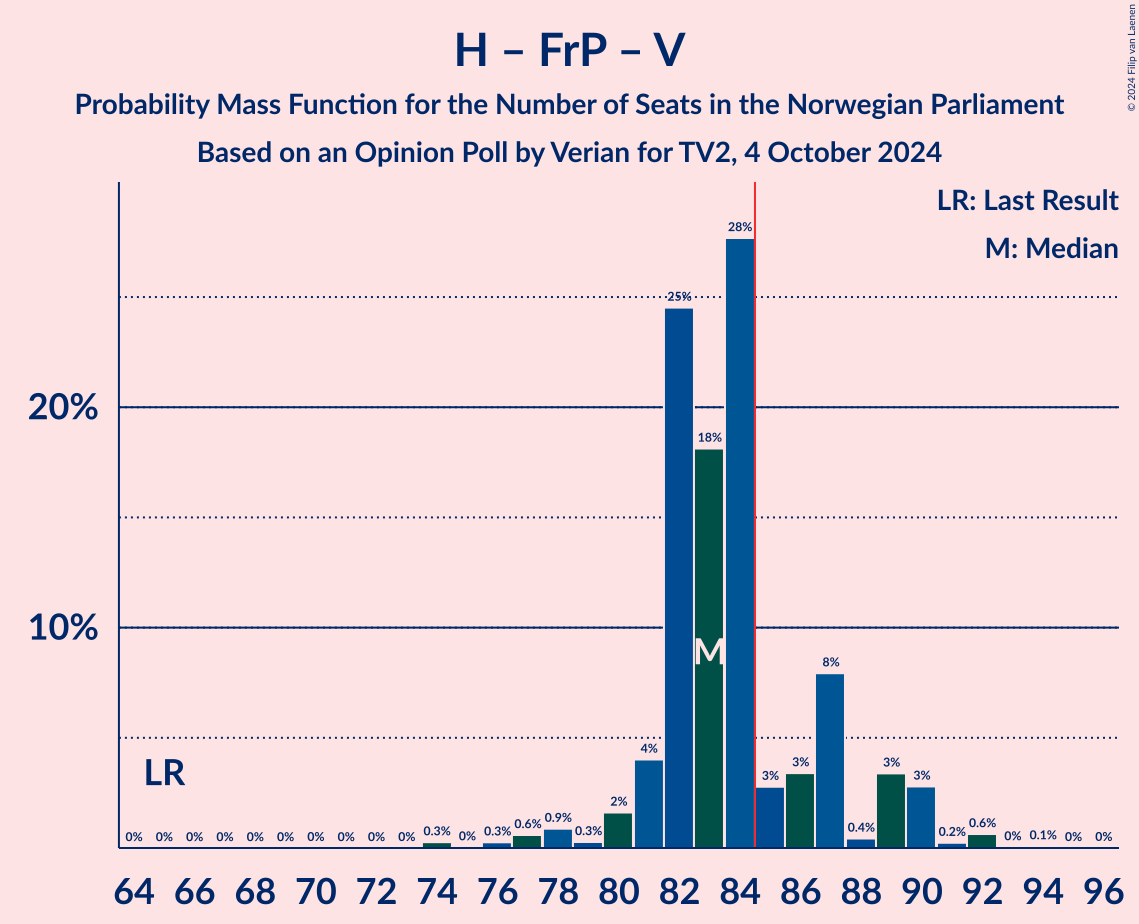 © 2024 Filip van Laenen
H – FrP – V
Probability Mass Function for the Number of Seats in the Norwegian Parliament
Based on an Opinion Poll by Verian for TV2, 4 October 2024
LR: Last Result
M: Median
20%
10%
0% 0% 0% 0% 0% 0% 0% 0% 0% 0% 0.3% 0% 0.3% 0.6% 0.9% 0.3% 2% 4% 25% 18% 28% 3% 3% 8% 0.4% 3% 3% 0.2% 0.6% 0% 0.1% 0% 0%
M
LR
64 66 68 70 72 74 76 78 80 82 84 86 88 90 92 94 96